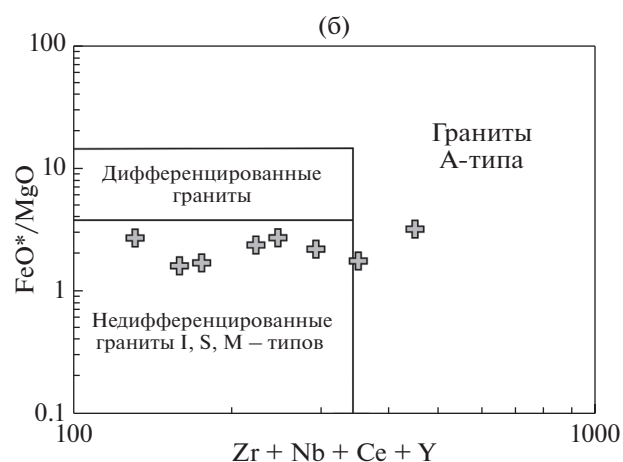 (б)
100
Граниты
А-типа
Дифференцированные
граниты
10
FeO*/MgO
1
Недифференцированные
граниты I, S, M – типов
0.1
100
1000
Zr + Nb + Ce + Y